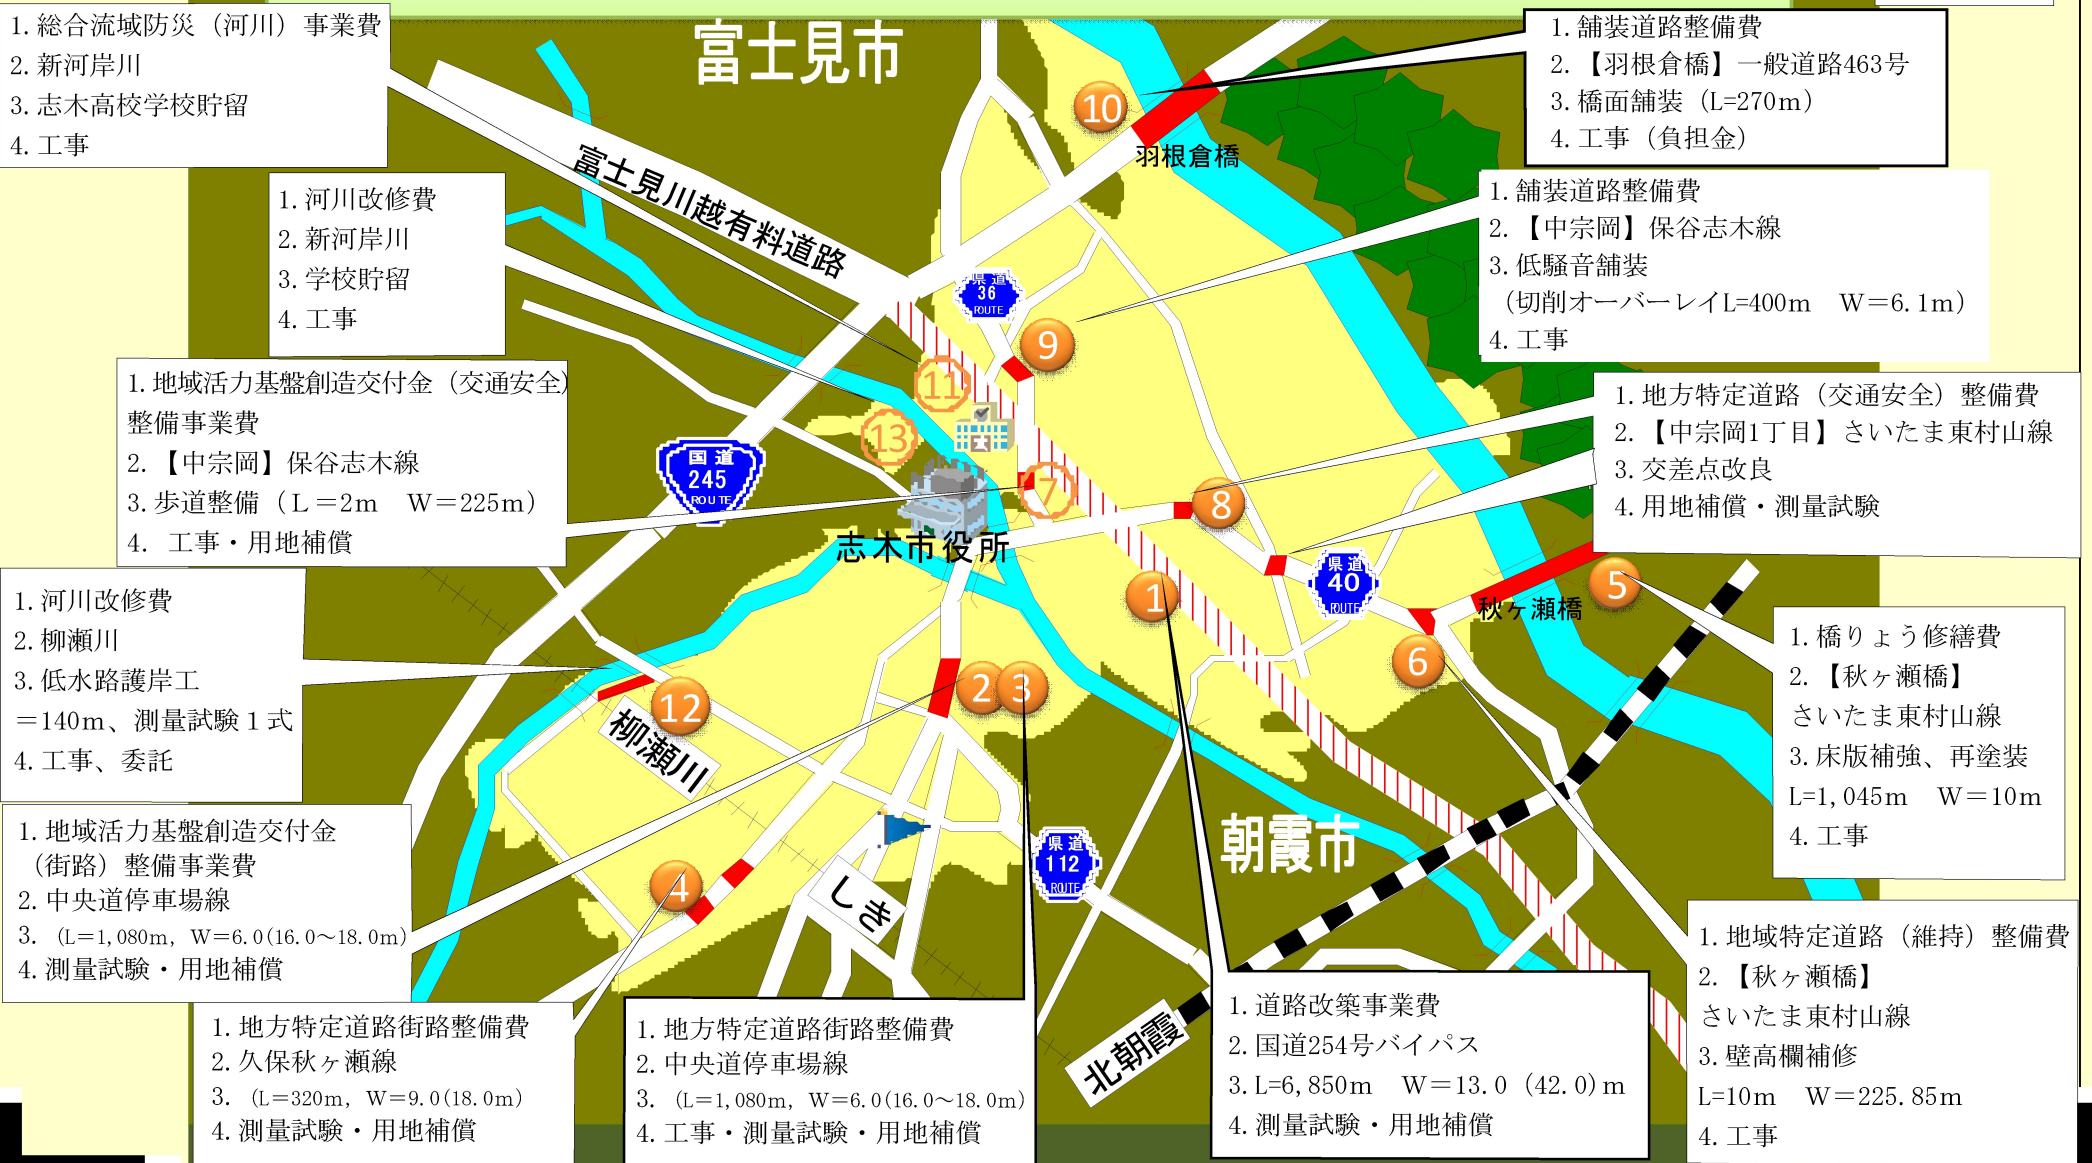 1. 総合流域防災（河川）事業費
2. 新河岸川
3. 志木高校学校貯留
4. 工事
1. 河川改修費
2. 新河岸川
3. 学校貯留
4. 工事
1. 地域活力基盤創造交付金（交通安全）
整備事業費
2. 【中宗岡】保谷志木線
3. 歩道整備（L＝2m　W＝225m）
4. 工事・用地補償
1. 河川改修費
2. 柳瀬川
3. 低水路護岸工
＝140m、測量試験１式
4. 工事、委託
1. 地域活力基盤創造交付金
（街路）整備事業費
2. 中央道停車場線
3. （L＝1,080m, W＝6.0(16.0～18.0m)
4. 測量試験・用地補償
1. 地方特定道路街路整備費
2. 久保秋ヶ瀬線
3. （L＝320m, W＝9.0(18.0m)
4. 測量試験・用地補償
1. 地方特定道路街路整備費
2. 中央道停車場線
3. （L＝1,080m, W＝6.0(16.0～18.0m)
4. 工事・測量試験・用地補償
1. 道路改築事業費
2. 国道254号バイパス
3. L=6,850m　W＝13.0 (42.0)m
4. 測量試験・用地補償
1. 地域特定道路（維持）整備費
2. 【秋ヶ瀬橋】
さいたま東村山線
3. 壁高欄補修
L=10m　W＝225.85m
4. 工事
1. 橋りょう修繕費
2. 【秋ヶ瀬橋】
さいたま東村山線
3. 床版補強、再塗装
L=1,045m　W＝10m
4. 工事
1. 地方特定道路（交通安全）整備費
2. 【中宗岡1丁目】さいたま東村山線
3. 交差点改良
4. 用地補償・測量試験
1. 舗装道路整備費
2. 【中宗岡】保谷志木線
3. 低騒音舗装
（切削オーバーレイL=400m　W＝6.1m）
4. 工事
1. 舗装道路整備費
2. 【羽根倉橋】一般道路463号
3. 橋面舗装（L=270m）
4. 工事（負担金）
富士見市
富士見川越有料道路
羽根倉橋
10
県道
36
ROUTE
9
11
13
国道
245
ROUTE
7
8
志木市役所
県道
40
ROUTE
1
5
秋ヶ瀬橋
6
2
3
12
柳瀬川
朝霞市
県道
112
ROUTE
4
しき
北朝霞